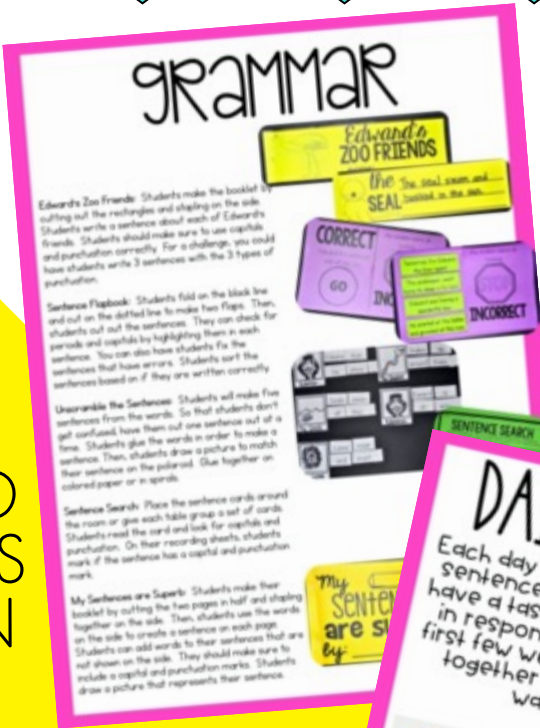 GRAMMAR
Edward's Zoo Friends: Students make the booklet by
cutting out the rectangles and stapling on the side.
Students write a sentence about each of Edward's
friends. Students should make sure to use capitals
and punctuation correctly. For a challenge, you could
have students write 3 sentences with the 3 types of
punctuation.
Sentence Flapbook: Students fold on the black line
and cut on the dotted line to make two flaps. Then,
students cut out the sentences. They can check for
periods and capitals by highlighting them in each
sentence. You can also have students fix the
sentences that have errors. Students sort the
sentences based on if they are written correctly.
Unscramble the Sentences: Students will make five
sentences from the words. So that students don't
get confused, have them cut one sentence out at a
time. Students glue the words in order to make a
sentence. Then, students draw a picture to match
their sentence on the polaroid. Glue together on
colored paper or in spirals.
Sentence Search: Place the sentence cards around
the room or give each table group a set of cards.
Students read the card and look for capitals and
punctuation. On their recording sheets, students
mark if the sentence has a capital and punctuation
mark.
My Sentences are Superb: Students make their
booklet by cutting the two pages in half and stapling
together on the side. Then, students use the words
on the side to create a sentence on each page.
Students can add words to their sentences that are
not shown on the side. They should make sure to
include a capital and punctuation marks. Students
draw a picture that represents their sentence.
Edward's
ZOO FRIENDS
the
SEAL
The seal swam and
CORRECT
GO
INC
STOP
INCORRECT
My
SENTEN
are SU
by:
SENTENCE SEARCH
DA
Each day
sentence
have a tas
in respon
first few w
together
wa
O
S
N